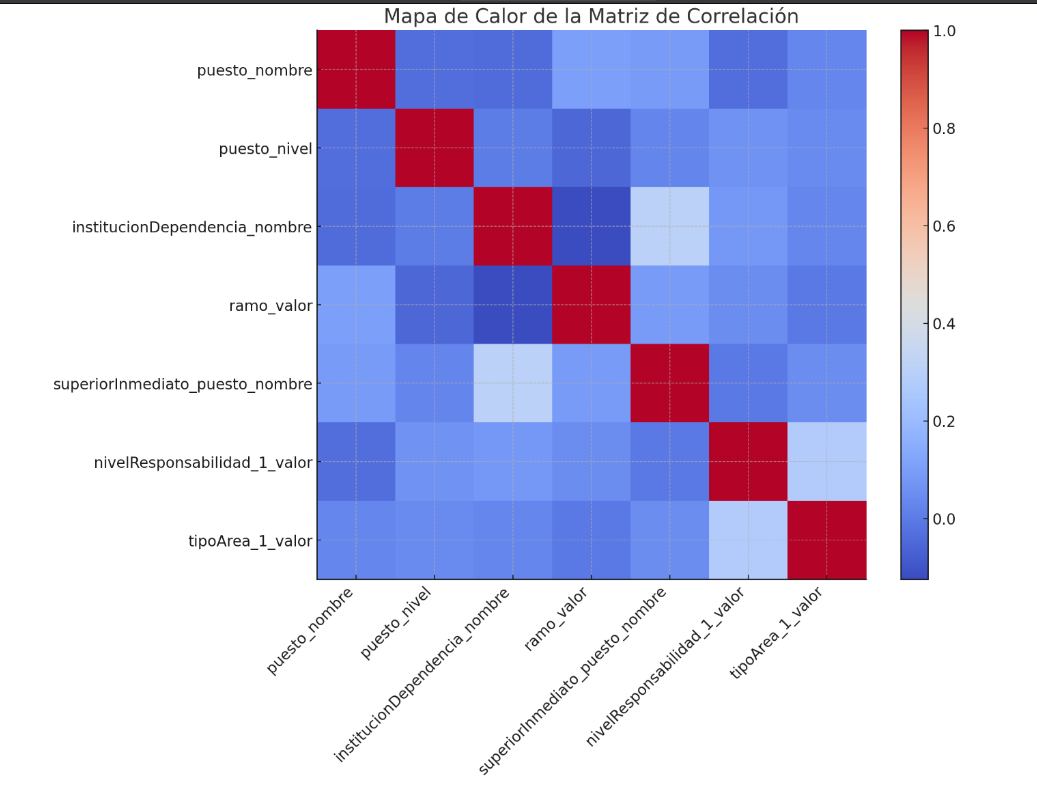 Mapa de Calor de la Matriz de Correlación
puesto_nombre
puesto_nivel
institucionDependencia_nombre
ramo_valor
superiorInmediato_puesto_nombre
nivelResponsabilidad_1_valor
tipoArea_1_valor
puesto_nombre
puesto_nivel
institucionDependencia_nombre
ramo_valor
superiorInmediato_puesto_nombre
nivelResponsabilidad_1_valor
tipoArea_1_valor
1.0
0.8
0.6
0.4
0.2
0.0